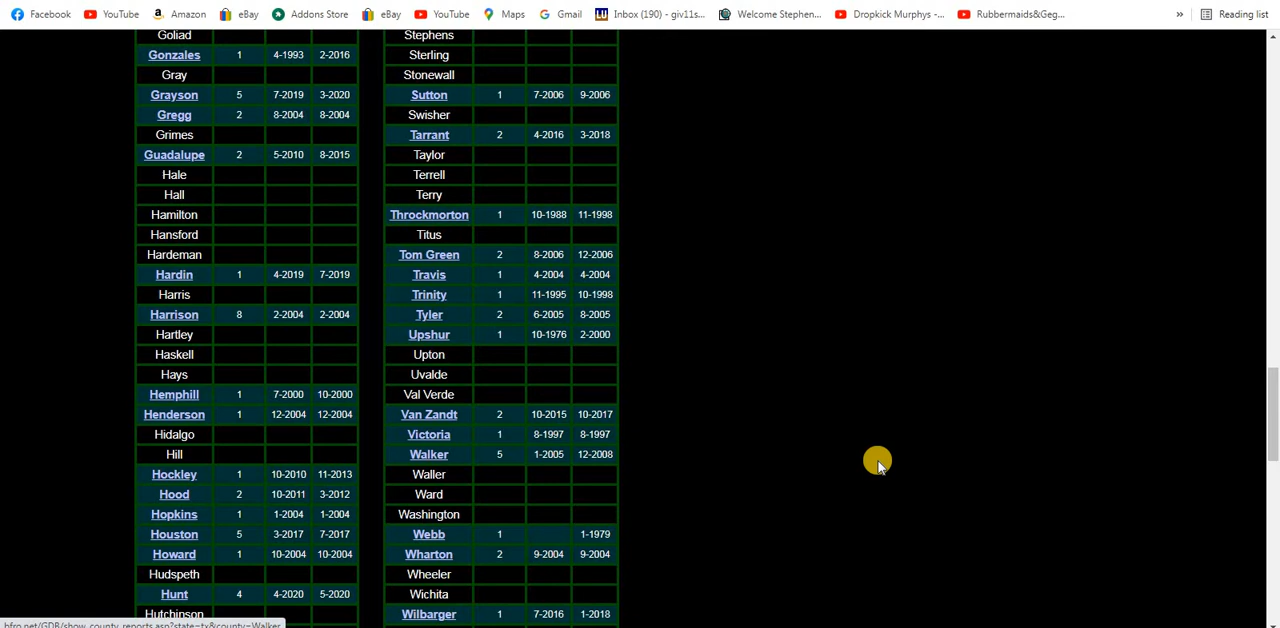 Facebook YouTube Amazon eBay Addons Store eBay YouTube Maps Gmail Inbox (190) - giv11s... Welcome Stephen... Dropkick Murphys -... Rubbermaids&Geg... » Reading list
Goliad Stephens
Gonzales 1 4-1993 2-2016 Sterling
Gray Stonewall
Grayson 5 7-2019 3-2020 Sutton 1 7-2006 9-2006
Gregg 2 8-2004 8-2004 Swisher
Grimes Tarrant 2 4-2016 3-2018
Guadalupe 2 5-2010 8-2015 Taylor
Hale Terrell
Hall Terry
Hamilton Throckmorton 1 10-1988 11-1998
Hansford Titus
Hardeman Tom Green 2 8-2006 12-2006
Hardin 1 4-2019 7-2019 Travis 1 4-2004 4-2004
Harris Trinity 1 11-1995 10-1998
Harrison 8 2-2004 2-2004 Tyler 2 6-2005 8-2005
Hartley Upshur 1 10-1976 2-2000
Haskell Upton
Hays Uvalde
Hemphill 1 7-2000 10-2000 Val Verde
Henderson 1 12-2004 12-2004 Van Zandt 2 10-2015 10-2017
Hidalgo Victoria 1 8-1997 8-1997
Hill Walker 5 1-2005 12-2008
Hockley 1 10-2010 11-2013 Waller
Hood 2 10-2011 3-2012 Ward
Hopkins 1 1-2004 1-2004 Washington
Houston 5 3-2017 7-2017 Webb 1 1-1979
Howard 1 10-2004 10-2004 Wharton 2 9-2004 9-2004
Hudspeth Wheeler
Hunt 4 4-2020 5-2020 Wichita
Hutchinson Wilbarger 1 7-2016 1-2018
bfro.net/GDB/show_county_reports.asp?state=tx&county=Walker